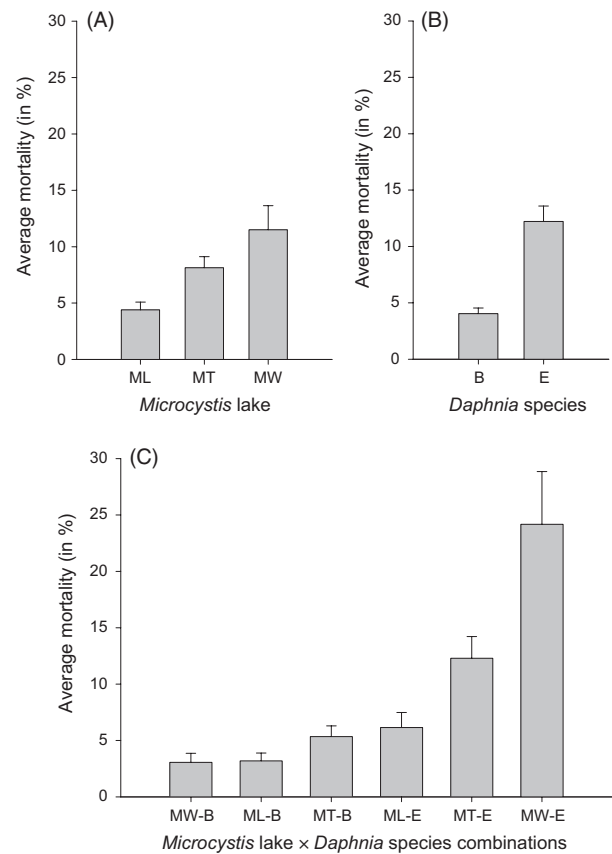 (A)
Average mortality (in %)
30
25
20
15
10
5
0
ML MT MW
Microcystis lake
(B)
Average mortality (in %)
30
25
20
15
10
5
0
B E
Daphnia species
(C)
Average mortality (in %)
30
25
20
15
10
5
0
MW-B ML-B MT-B ML-E MT-E MW-E
Microcystis lake × Daphnia species combinations